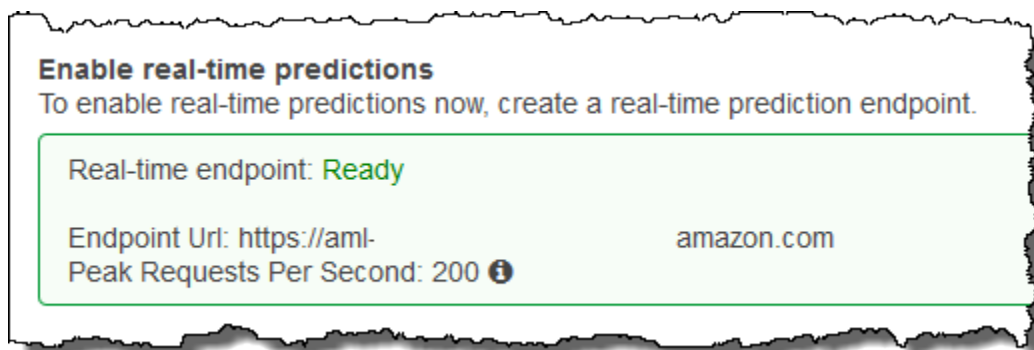 Enable real-time predictions
To enable real-time predictions now, create a real-time prediction endpoint.
Real-time endpoint: Ready
Endpoint Url: https://aml- amazon.com
Peak Requests Per Second: 200